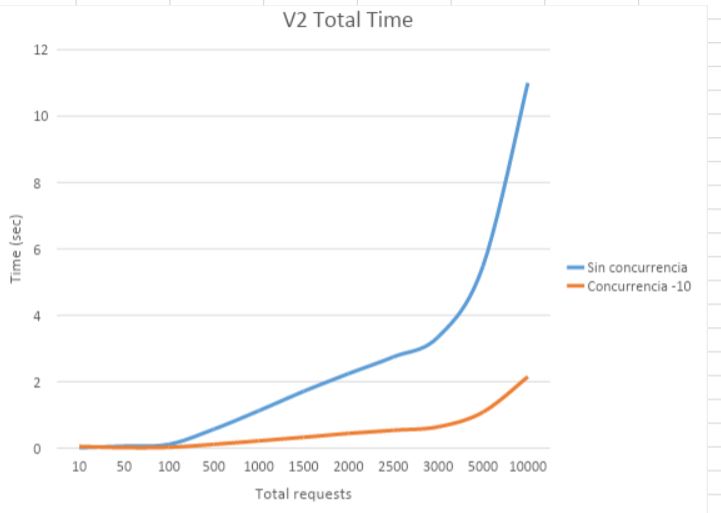 V2 Total Time
12
10
8
6
4
2
0
Time (sec)
10 50 100 500 1000 1500 2000 2500 3000 5000 10000
Total requests
Sin concurrencia
Concurrencia -10